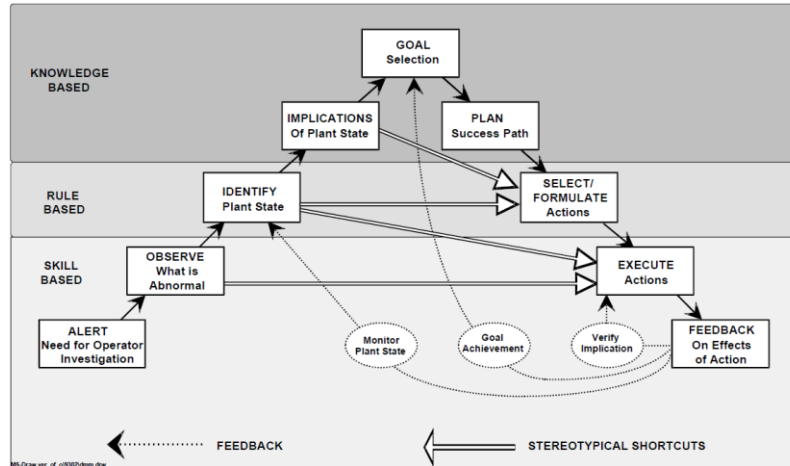 GOAL
Selection
KNOWLEDGE
BASED
IMPLICATIONS
Of Plant State
PLAN
Success Path
RULE
BASED
IDENTIFY
Plant State
SELECT/
FORMULATE
Actions
SKILL
BASED
OBSERVE
What is
Abnormal
EXECUTE
Actions
ALERT
Need for Operator
Investigation
Monitor
Plant State
Goal
Achievement
Verify
Implication
FEEDBACK
On Effects
of Action
FEEDBACK
STEREOTYPICAL SHORTCUTS